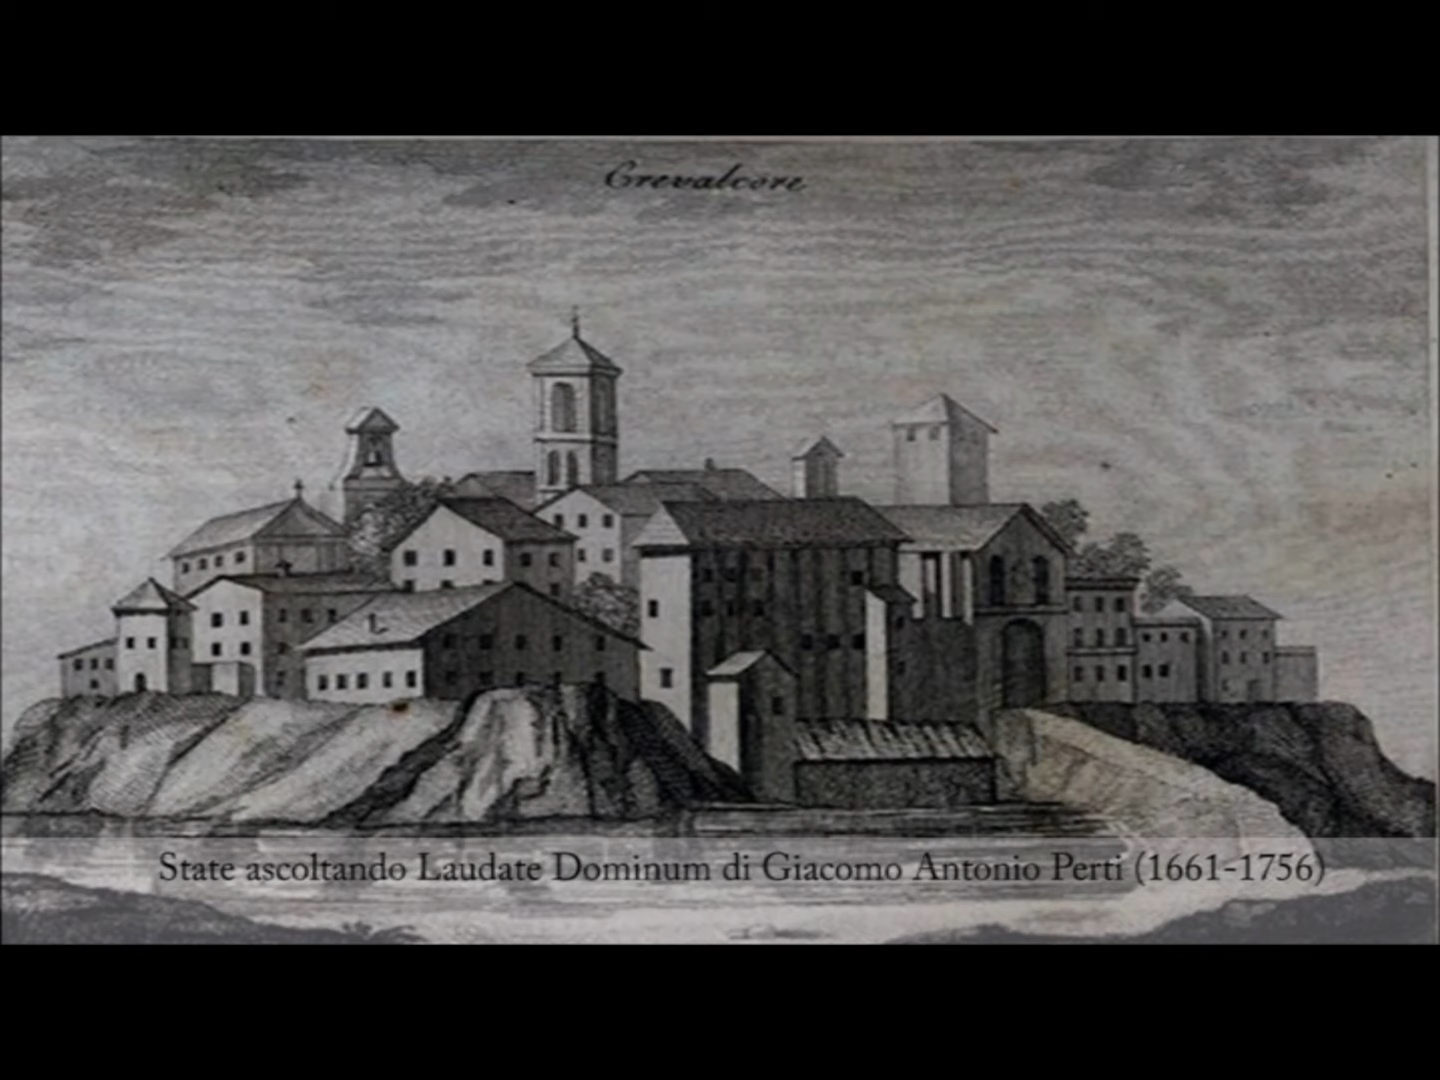 Crevalcore
State ascoltando Laudate Dominum di Giacomo Antonio Perti (1661-1756)